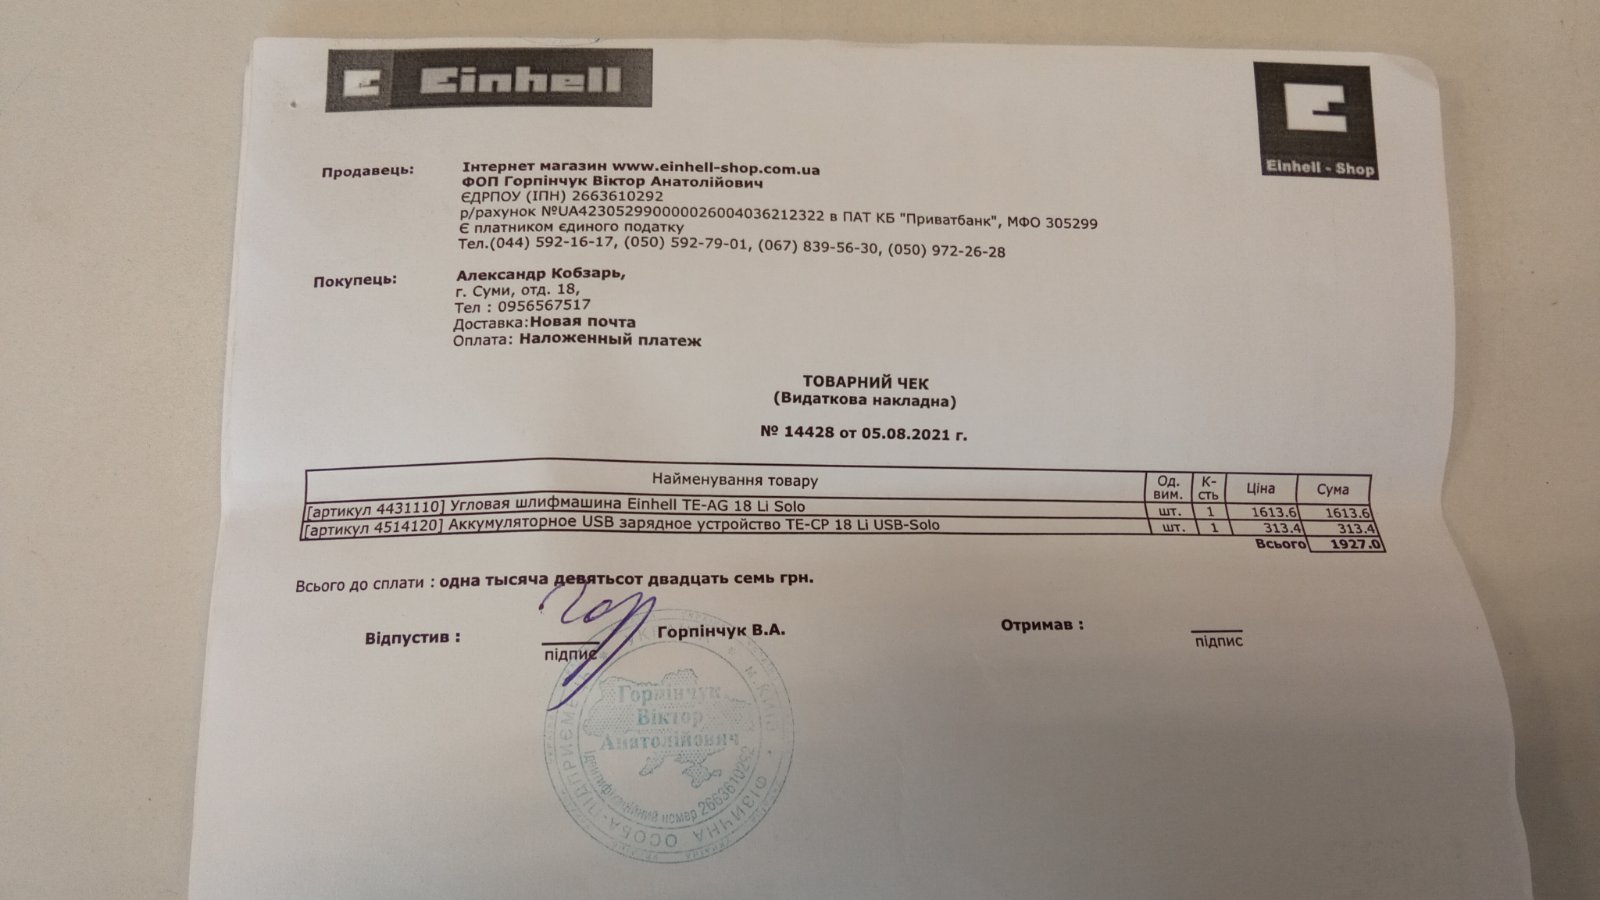 Einhell
Einhell - Shop
Продавець:
Інтернет магазин www.einhell-shop.com.ua
ФОП Горпінчук Віктор Анатолійович
ЄДРПОУ (ІПН) 2663610292
р/рахунок №UA423052990000026004036212322 в ПАТ КБ "Приватбанк", МФО 305299
Є платником єдиного податку
Тел.(044) 592-16-17, (050) 592-79-01, (067) 839-56-30, (050) 972-26-28
Покупець:
Александр Кобзарь,
г. Суми, отд. 18,
Тел : 0956567517
Доставка:Новая почта
Оплата: Наложенный платеж
ТОВАРНИЙ ЧЕК
(Видаткова накладна)
№ 14428 от 05.08.2021 г.
Найменування товару Од. вим. К-сть Ціна Сума
[артикул 4431110] Угловая шлифмашина Einhell TE-AG 18 Li Solo шт. 1 1613.6 1613.6
[артикул 4514120] Аккумуляторное USB зарядное устройство TE-CP 18 Li USB-Solo шт. 1 313.4 313.4
Всього 1927.0
Всього до сплати : одна тысяча девятьсот двадцать семь грн.
Відпустив : Горпінчук В.А. Отримав :
підпис підпис
Горпінчук
Віктор
Анатолійович
Ідентифікаційний номер 2663610292
ФІЗИЧНА ОСОБА-ПІДПРИЄМЕЦЬ